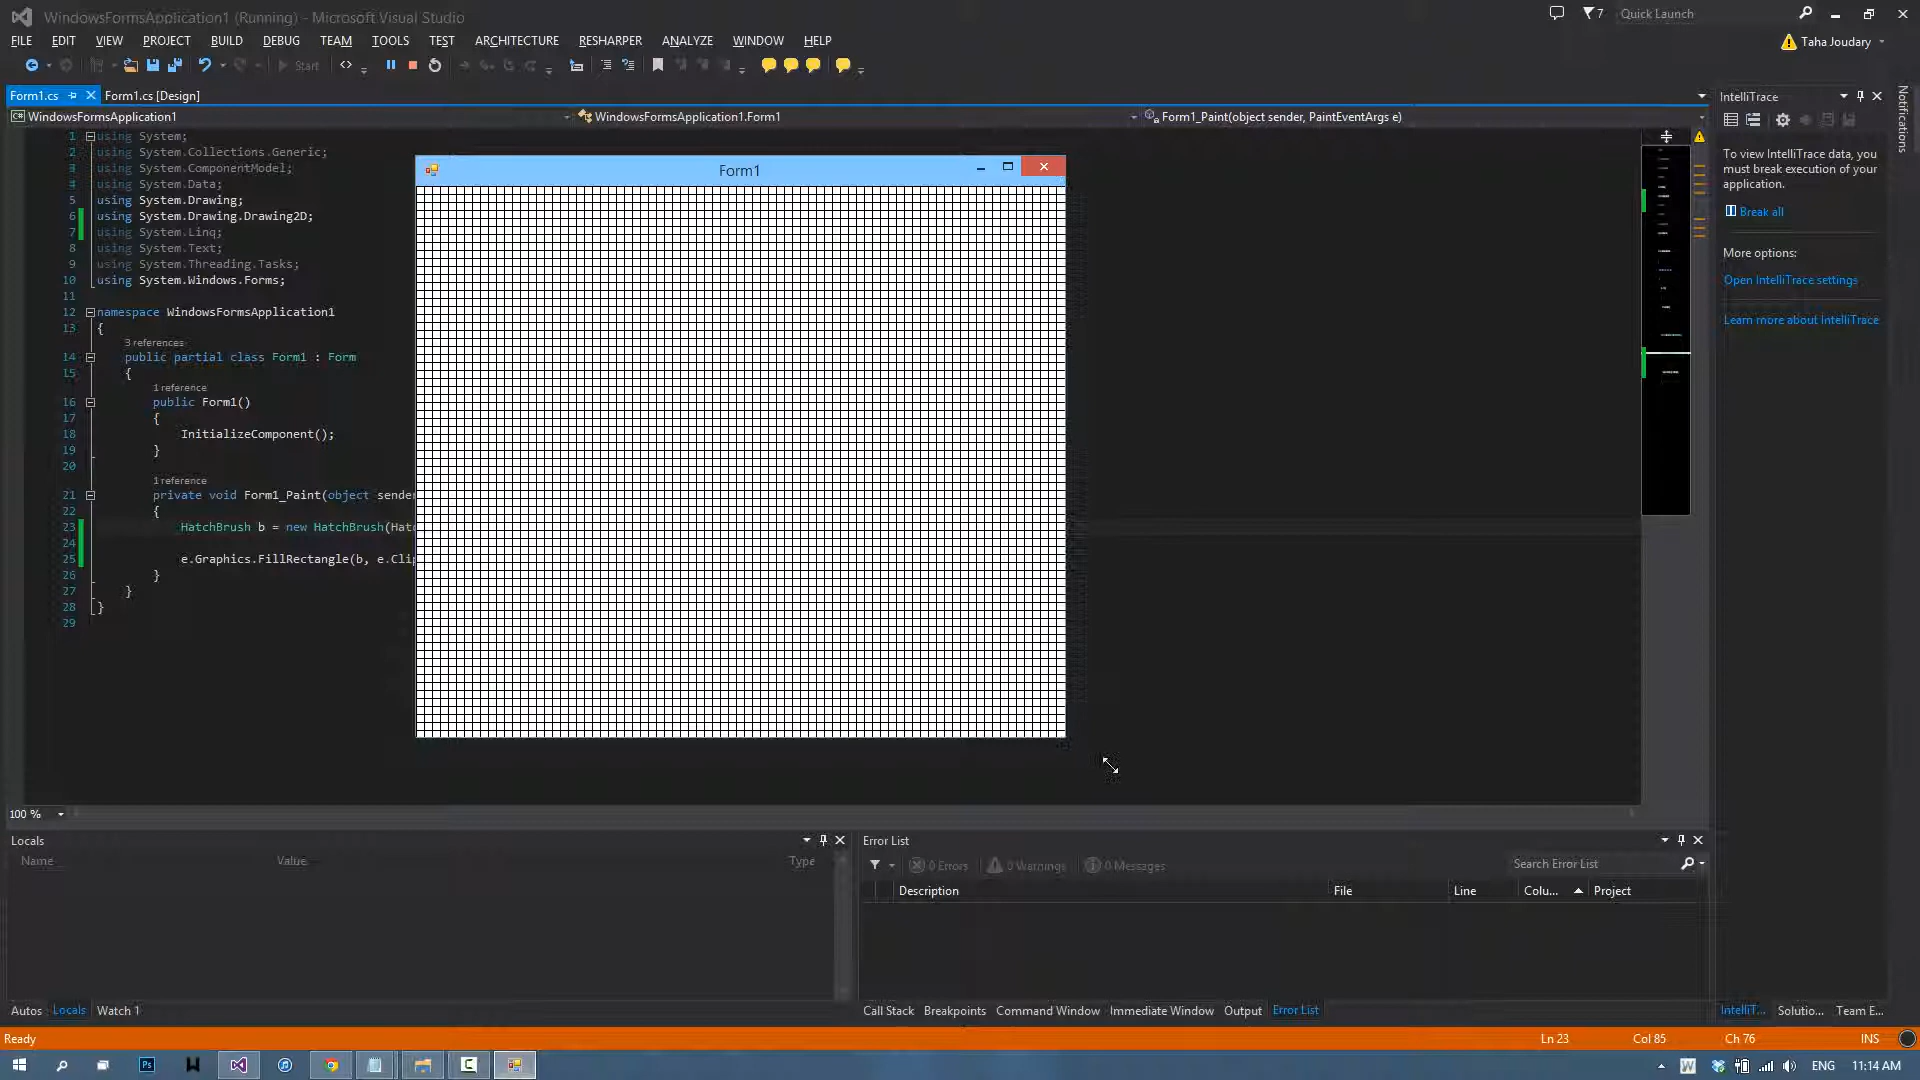 WindowsFormsApplication1 (Running) - Microsoft Visual Studio
7
Quick Launch
FILE EDIT VIEW PROJECT BUILD DEBUG TEAM TOOLS TEST ARCHITECTURE RESHARPER ANALYZE WINDOW HELP
Taha Joudary
Start
Form1.cs
Form1.cs [Design]
WindowsFormsApplication1
WindowsFormsApplication1.Form1
Form1_Paint(object sender, PaintEventArgs e)
1 using System;
2 using System.Collections.Generic;
3 using System.ComponentModel;
4 using System.Data;
5 using System.Drawing;
6 using System.Drawing.Drawing2D;
7 using System.Linq;
8 using System.Text;
9 using System.Threading.Tasks;
10 using System.Windows.Forms;
11
12 namespace WindowsFormsApplication1
13 {
3 references
14 public partial class Form1 : Form
15 {
1 reference
16 public Form1()
17 {
18 InitializeComponent();
19 }
20
1 reference
21 private void Form1_Paint(object sende
22 {
23 HatchBrush b = new HatchBrush(Hatc
24
25 e.Graphics.FillRectangle(b, e.Cli
26 }
27 }
28 }
29
Form1
IntelliTrace
To view IntelliTrace data, you
must break execution of your
application.
Break all
More options:
Open IntelliTrace settings
Learn more about IntelliTrace
Notifications
100 %
Locals
Name Value Type
Autos Locals Watch 1
Error List
0 Errors 0 Warnings 0 Messages
Search Error List
Description File Line Colu... Project
Call Stack Breakpoints Command Window Immediate Window Output Error List
IntelliT... Solutio... Team E...
Ready
Ln 23 Col 85 Ch 76 INS
Ps
ENG 11:14 AM